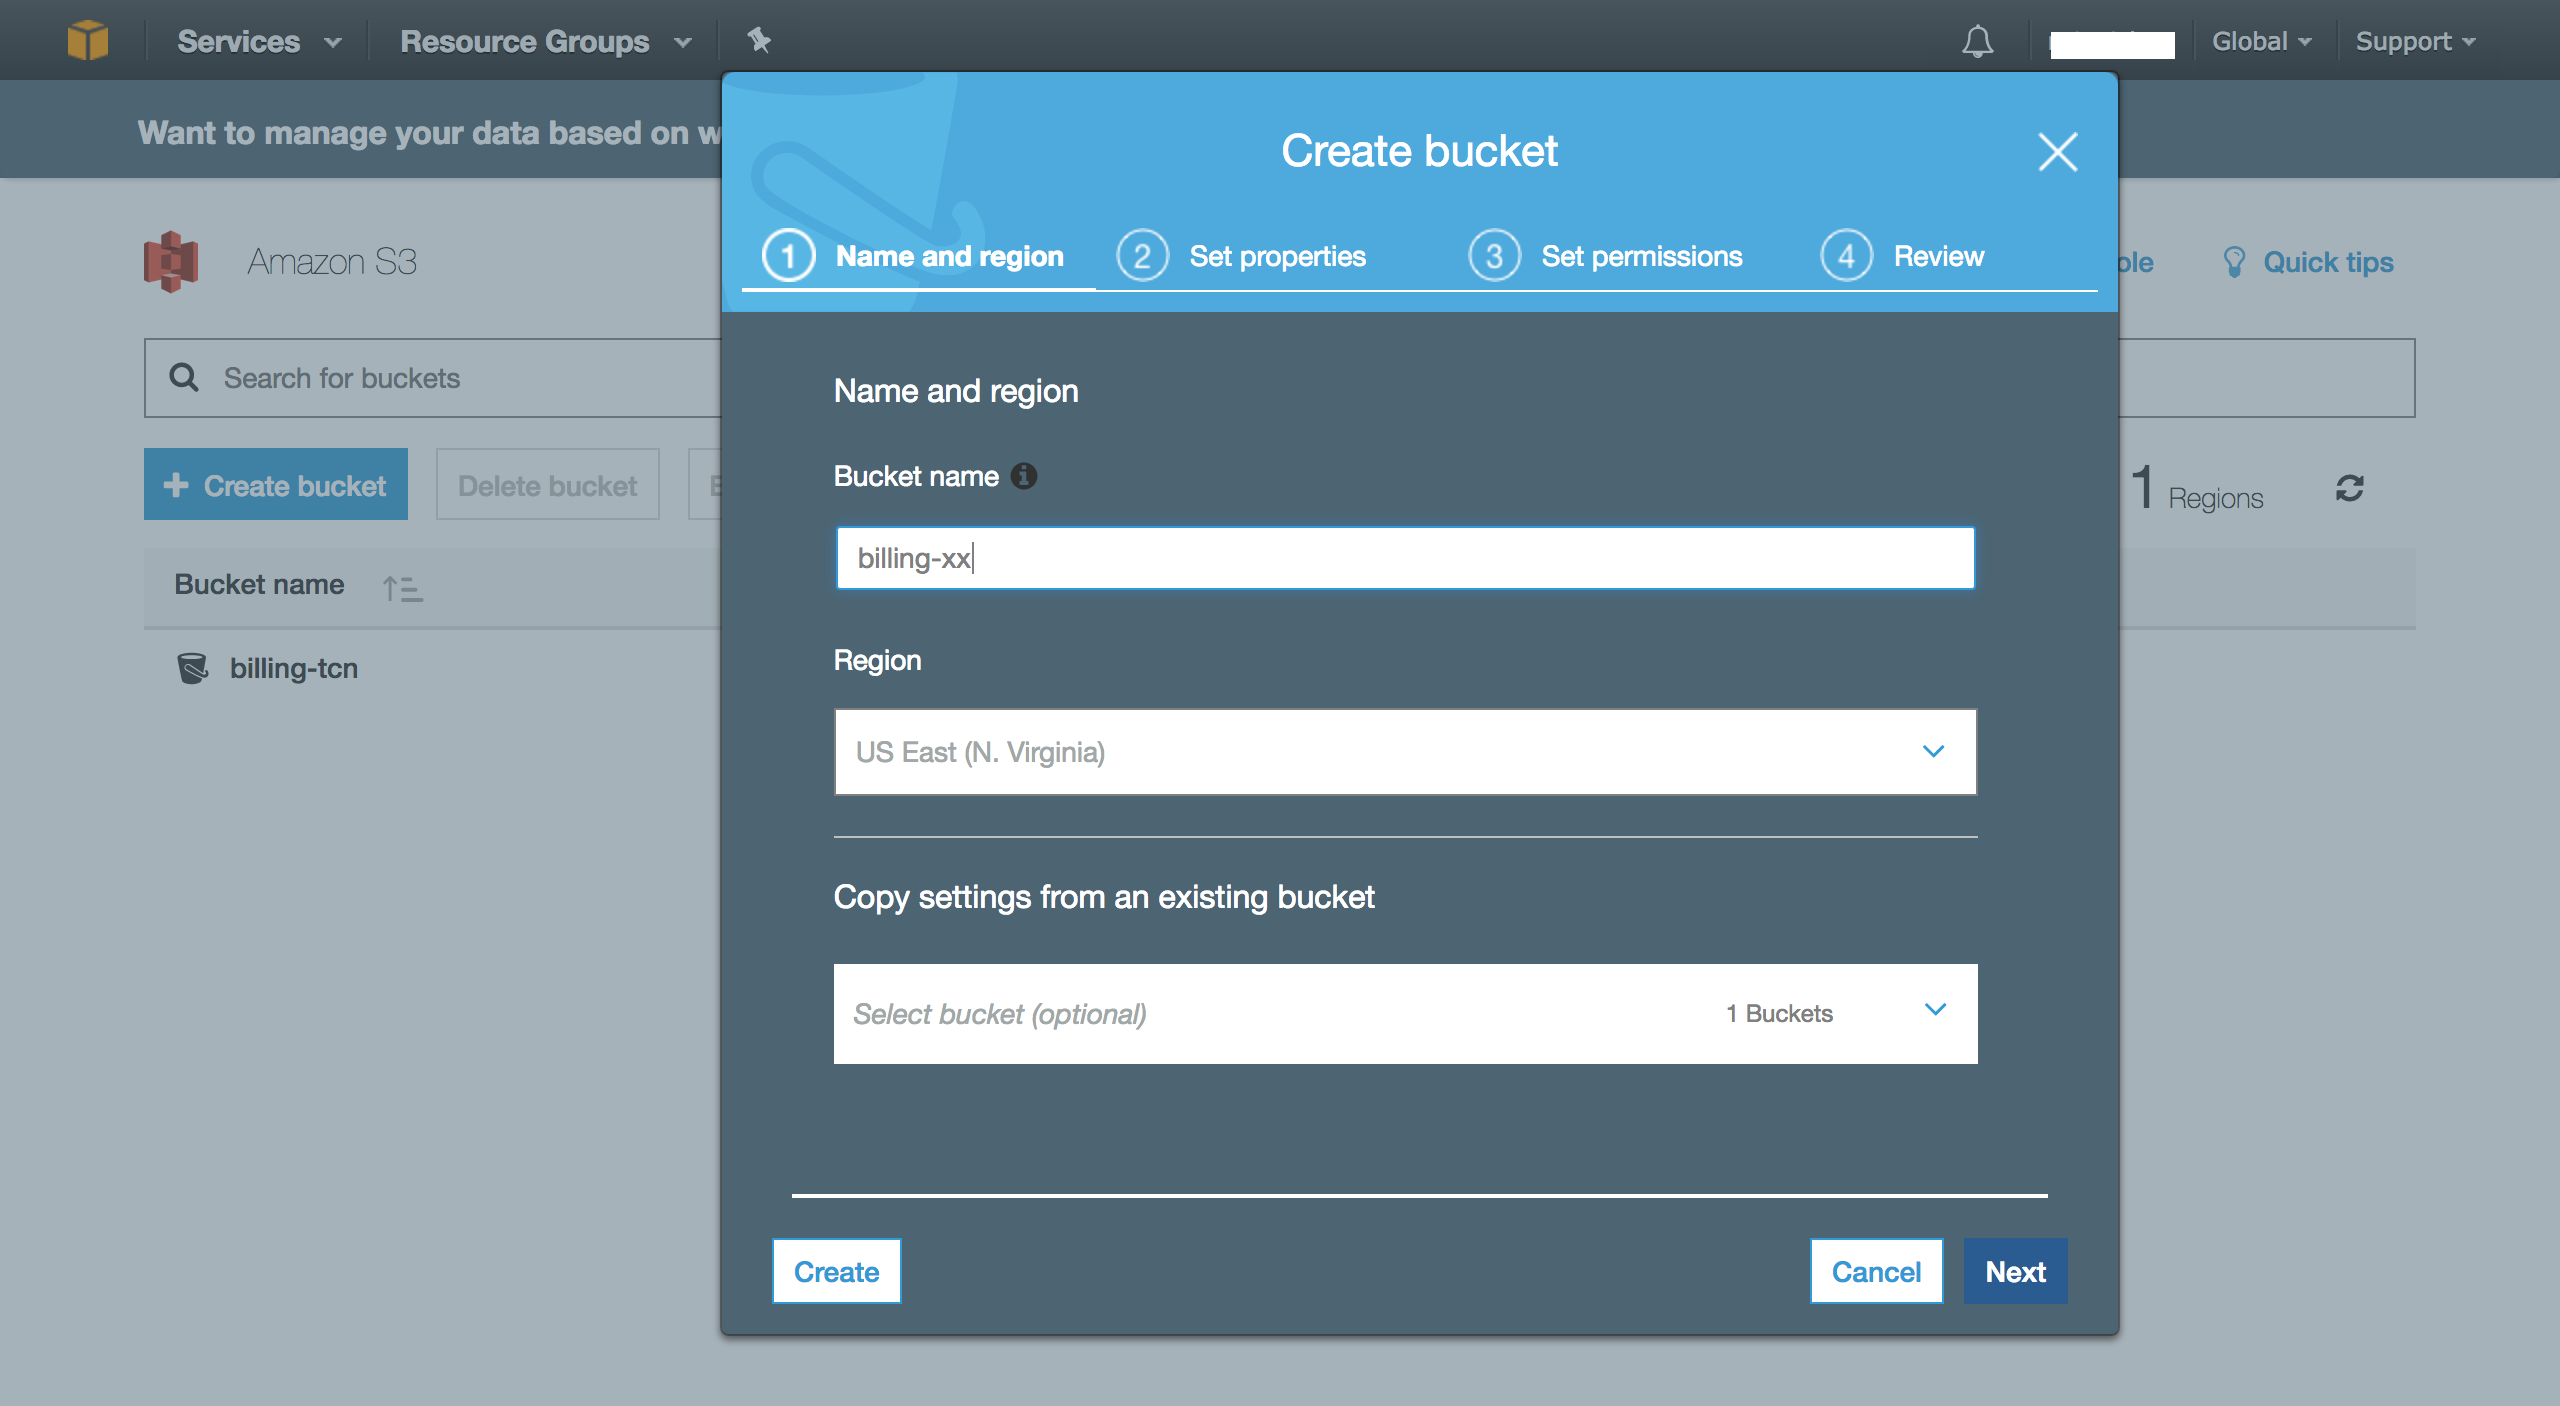 Services
Resource Groups
Global
Support
Want to manage your data based on w
Create bucket
1 Name and region
2 Set properties
3 Set permissions
4 Review
Amazon S3
ole
Quick tips
Search for buckets
Name and region
Create bucket
Delete bucket
Bucket name
billing-xx
1 Regions
Bucket name
billing-tcn
Region
US East (N. Virginia)
Copy settings from an existing bucket
Select bucket (optional)
1 Buckets
Create
Cancel
Next